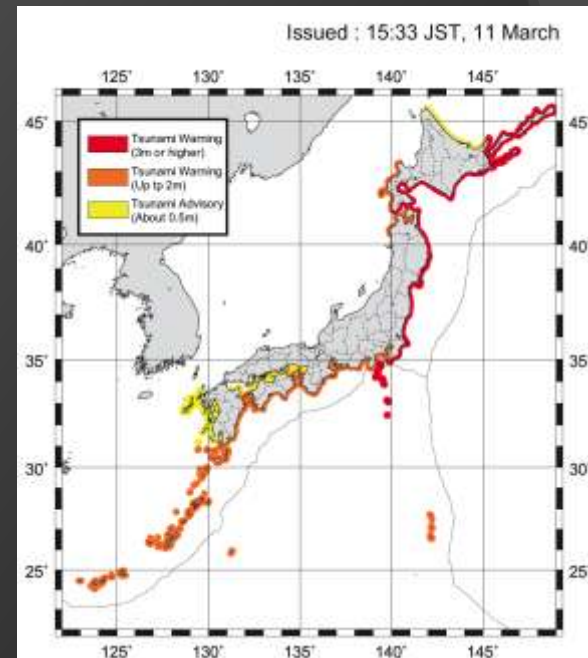 Issued : 15:33 JST, 11 March
125° 130° 135° 140° 145°
45° 45°
Tsunami Warning
(3m or higher)
Tsunami Warning
(Up tp 2m)
Tsunami Advisory
(About 0.5m)
40° 40°
35° 35°
30° 30°
25° 25°
125° 130° 135° 140° 145°